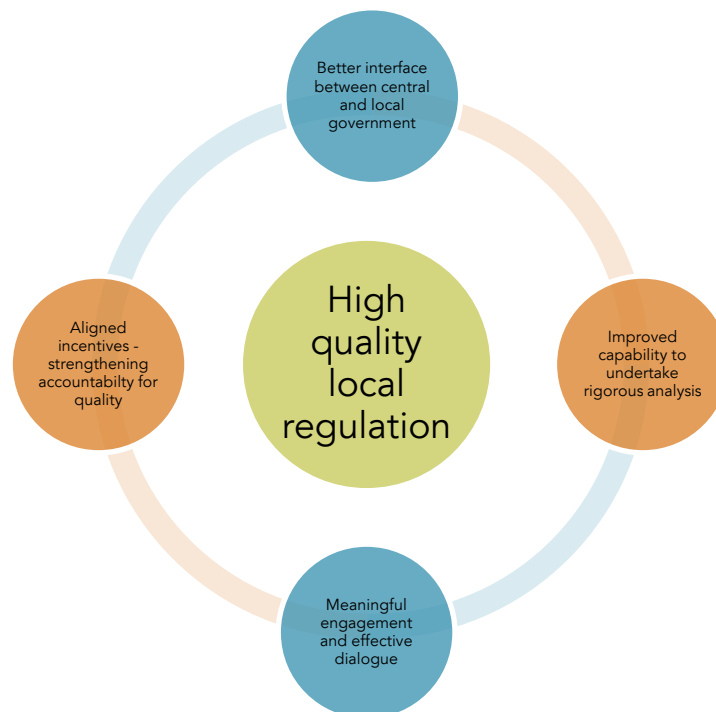 Better interface
between central
and local
government
Aligned
incentives -
strengthening
accountabilty for
quality
High
quality
local
regulation
Improved
capability to
undertake
rigorous analysis
Meaningful
engagement
and effective
dialogue